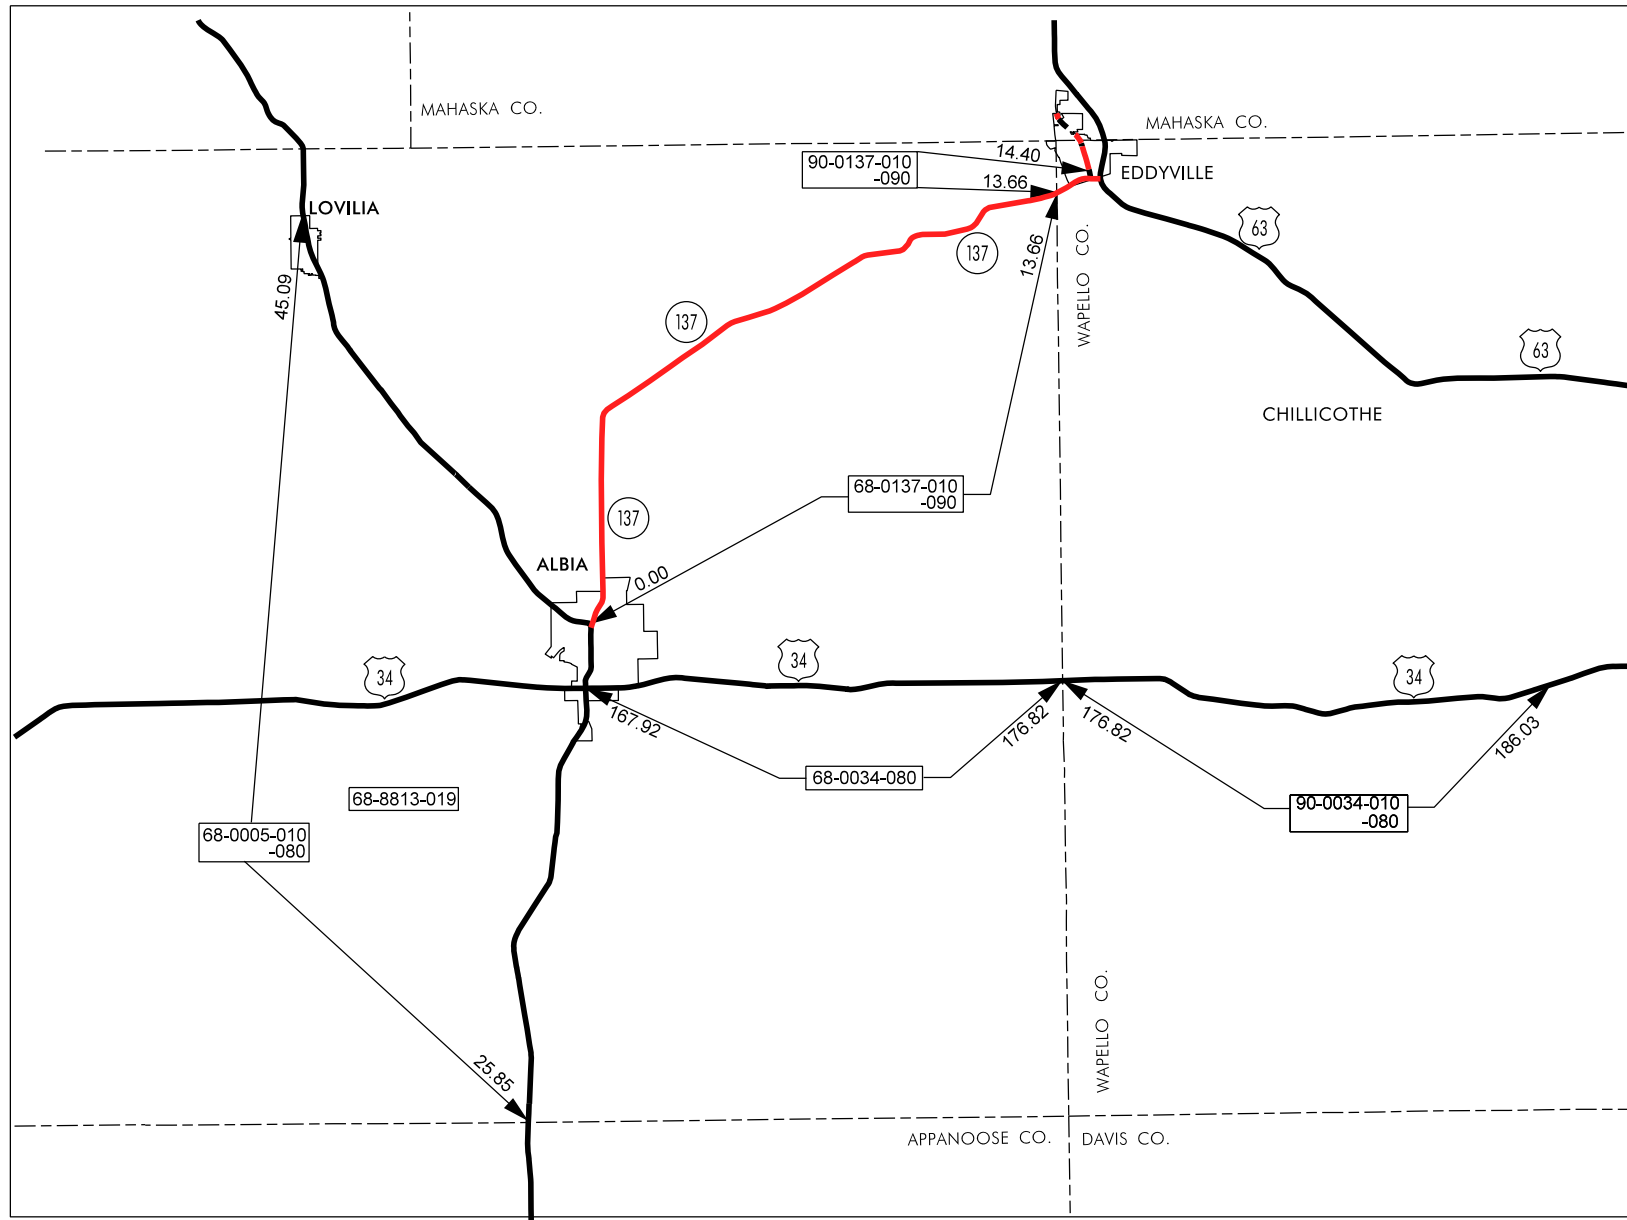 MAHASKA CO.
MAHASKA CO.
90-0137-010
-090
14.40
13.66
EDDYVILLE
LOVILIA
63
137
13.66
WAPELLO CO.
45.09
137
63
CHILLICOTHE
68-0137-010
-090
137
ALBIA
0.00
34
34
34
167.92
176.82
176.82
186.03
68-0034-080
68-8813-019
90-0034-010
-080
68-0005-010
-080
WAPELLO CO.
25.85
APPANOOSE CO.
DAVIS CO.